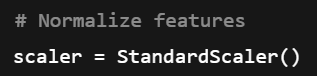 # Normalize features
scaler = StandardScaler()